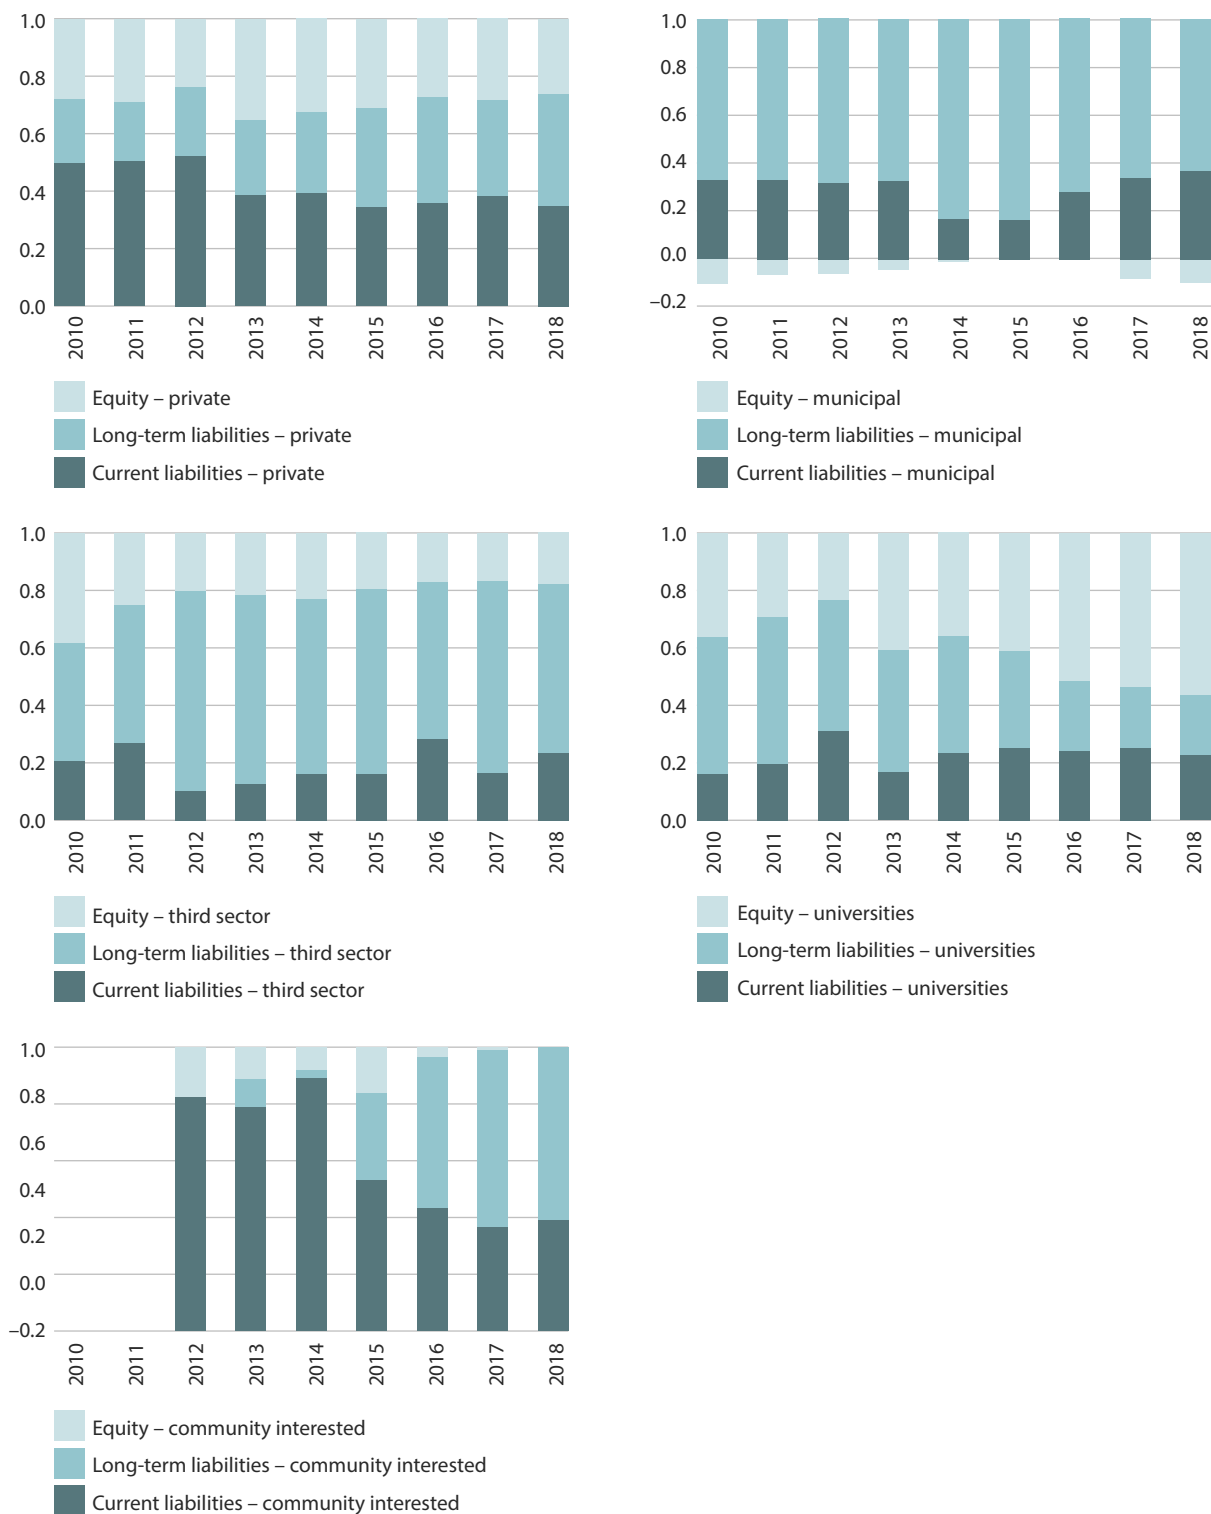 1.0
0.8
0.6
0.4
0.2
0.0
2010 2011 2012 2013 2014 2015 2016 2017 2018
Equity – private
Long-term liabilities – private
Current liabilities – private
1.0
0.8
0.6
0.4
0.2
0.0
–0.2
2010 2011 2012 2013 2014 2015 2016 2017 2018
Equity – municipal
Long-term liabilities – municipal
Current liabilities – municipal
1.0
0.8
0.6
0.4
0.2
0.0
2010 2011 2012 2013 2014 2015 2016 2017 2018
Equity – third sector
Long-term liabilities – third sector
Current liabilities – third sector
1.0
0.8
0.6
0.4
0.2
0.0
2010 2011 2012 2013 2014 2015 2016 2017 2018
Equity – universities
Long-term liabilities – universities
Current liabilities – universities
1.0
0.8
0.6
0.4
0.2
0.0
–0.2
2010 2011 2012 2013 2014 2015 2016 2017 2018
Equity – community interested
Long-term liabilities – community interested
Current liabilities – community interested